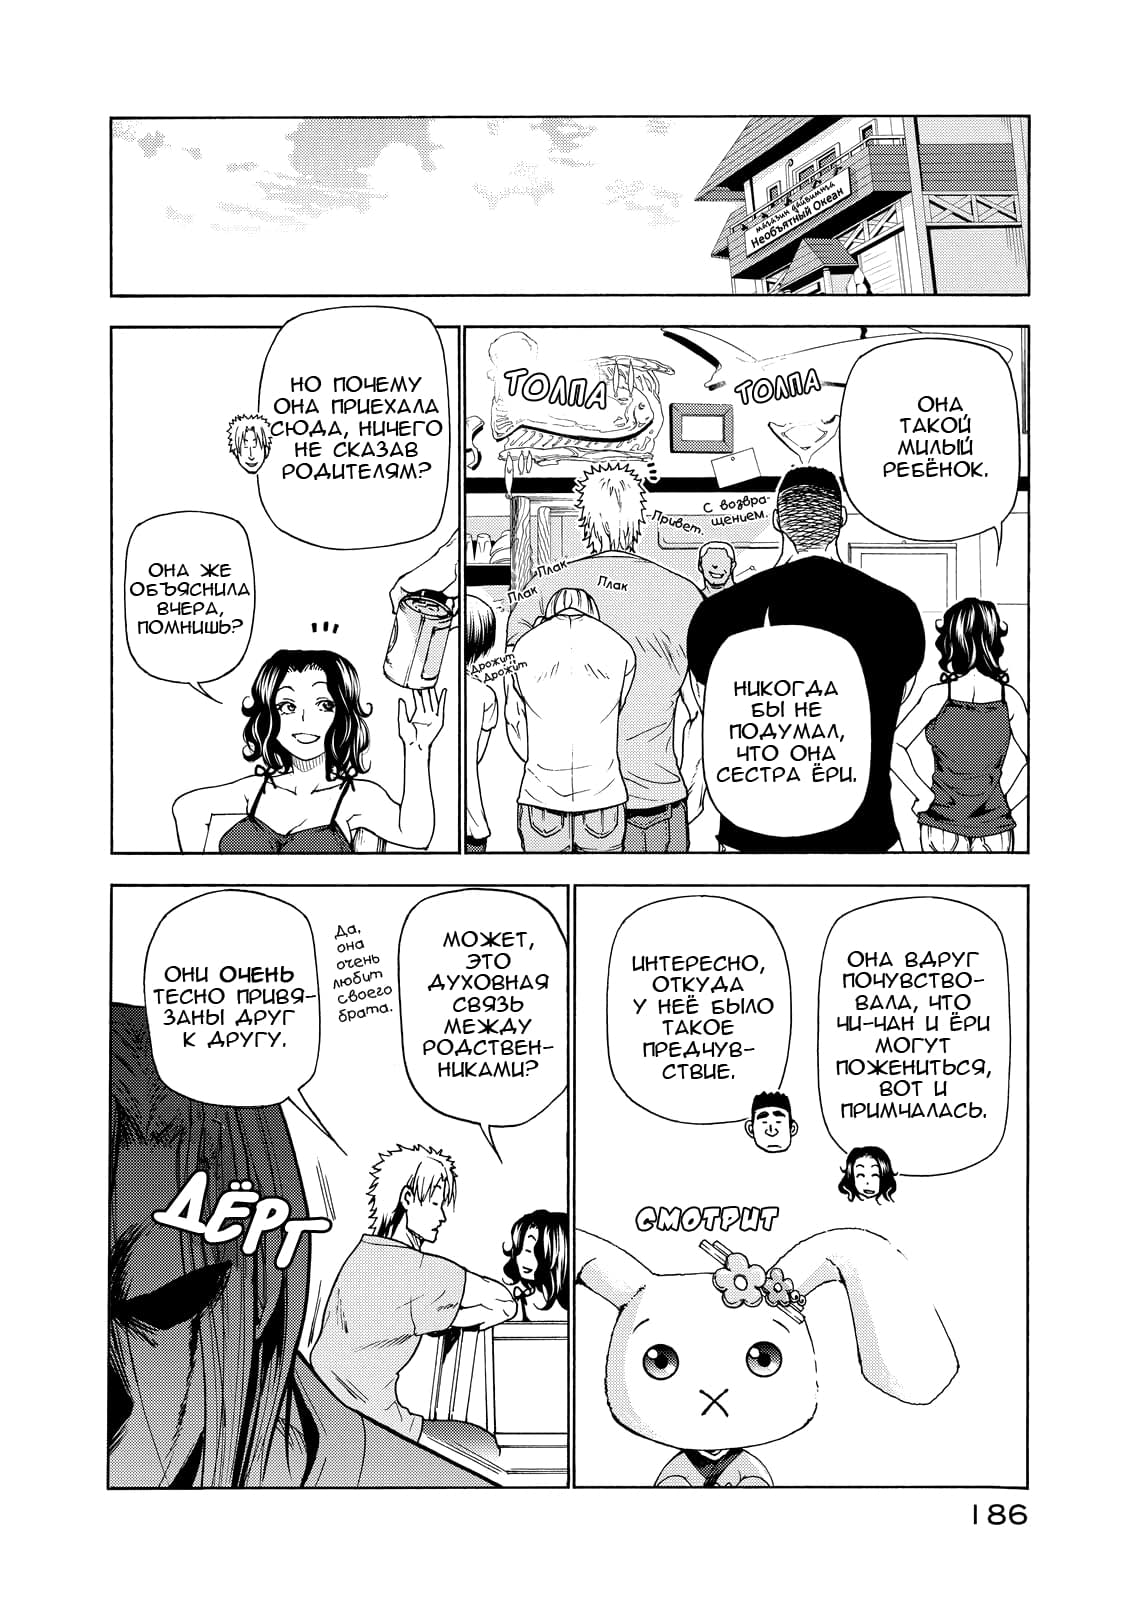 магазин дайвинга
Необъятный Океан
ОНА
ТАКОЙ
МИЛЫЙ
РЕБЁНОК.
ТОЛПА
ТОЛПА
С возвра-
щением.
Привет.
Плак
Плак
Плак
Дрожит
Дрожит
НИКОГДА
БЫ НЕ
ПОДУМАЛ,
ЧТО ОНА
СЕСТРА ЁРИ.
НО ПОЧЕМУ
ОНА ПРИЕХАЛА
СЮДА, НИЧЕГО
НЕ СКАЗАВ
РОДИТЕЛЯМ?
ОНА ЖЕ
ОБЪЯСНИЛА
ВЧЕРА,
ПОМНИШЬ?
ОНА ВДРУГ
ПОЧУВСТВО-
ВАЛА, ЧТО
ЧИ-ЧАН И ЁРИ
МОГУТ
ПОЖЕНИТЬСЯ,
ВОТ И
ПРИМЧАЛАСЬ.
ИНТЕРЕСНО,
ОТКУДА
У НЕЁ БЫЛО
ТАКОЕ
ПРЕДЧУВ-
СТВИЕ.
СМОТРИТ
МОЖЕТ,
ЭТО
ДУХОВНАЯ
СВЯЗЬ
МЕЖДУ
РОДСТВЕН-
НИКАМИ?
Да,
она
очень
любит
своего
брата.
ОНИ ОЧЕНЬ
ТЕСНО ПРИВЯ-
ЗАНЫ ДРУГ
К ДРУГУ.
ДЁРГ
186